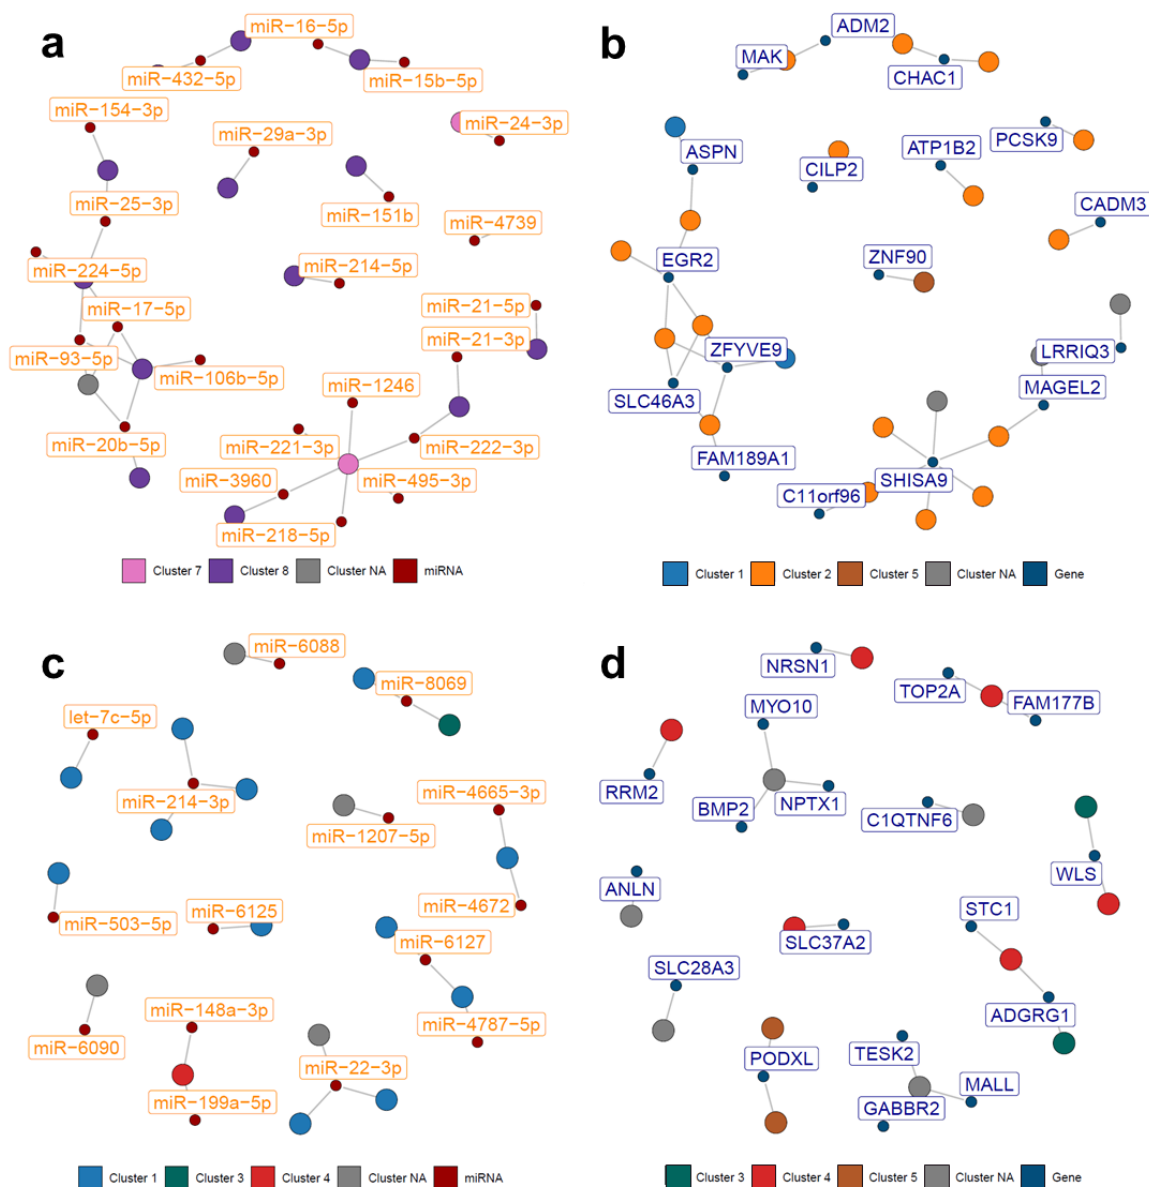 a
miR−16−5p
miR−432−5p
miR−15b−5p
miR−154−3p
miR−29a−3p
miR−24−3p
miR−25−3p
miR−151b
miR−4739
miR−224−5p
miR−214−5p
miR−17−5p
miR−21−5p
miR−21−3p
miR−93−5p
miR−106b−5p
miR−1246
miR−20b−5p
miR−221−3p
miR−222−3p
miR−3960
miR−495−3p
miR−218−5p
Cluster 7
Cluster 8
Cluster NA
miRNA
b
ADM2
MAK
CHAC1
PCSK9
ASPN
CILP2
ATP1B2
CADM3
EGR2
ZNF90
ZFYVE9
LRRIQ3
SLC46A3
MAGEL2
FAM189A1
SHISA9
C11orf96
Cluster 1
Cluster 2
Cluster 5
Cluster NA
Gene
c
miR−6088
miR−8069
let−7c−5p
miR−214−3p
miR−4665−3p
miR−1207−5p
miR−4672
miR−503−5p
miR−6125
miR−6127
miR−148a−3p
miR−4787−5p
miR−6090
miR−22−3p
miR−199a−5p
Cluster 1
Cluster 3
Cluster 4
Cluster NA
miRNA
d
NRSN1
TOP2A
FAM177B
MYO10
RRM2
BMP2
NPTX1
C1QTNF6
WLS
ANLN
STC1
SLC37A2
SLC28A3
ADGRG1
PODXL
TESK2
MALL
GABBR2
Cluster 3
Cluster 4
Cluster 5
Cluster NA
Gene